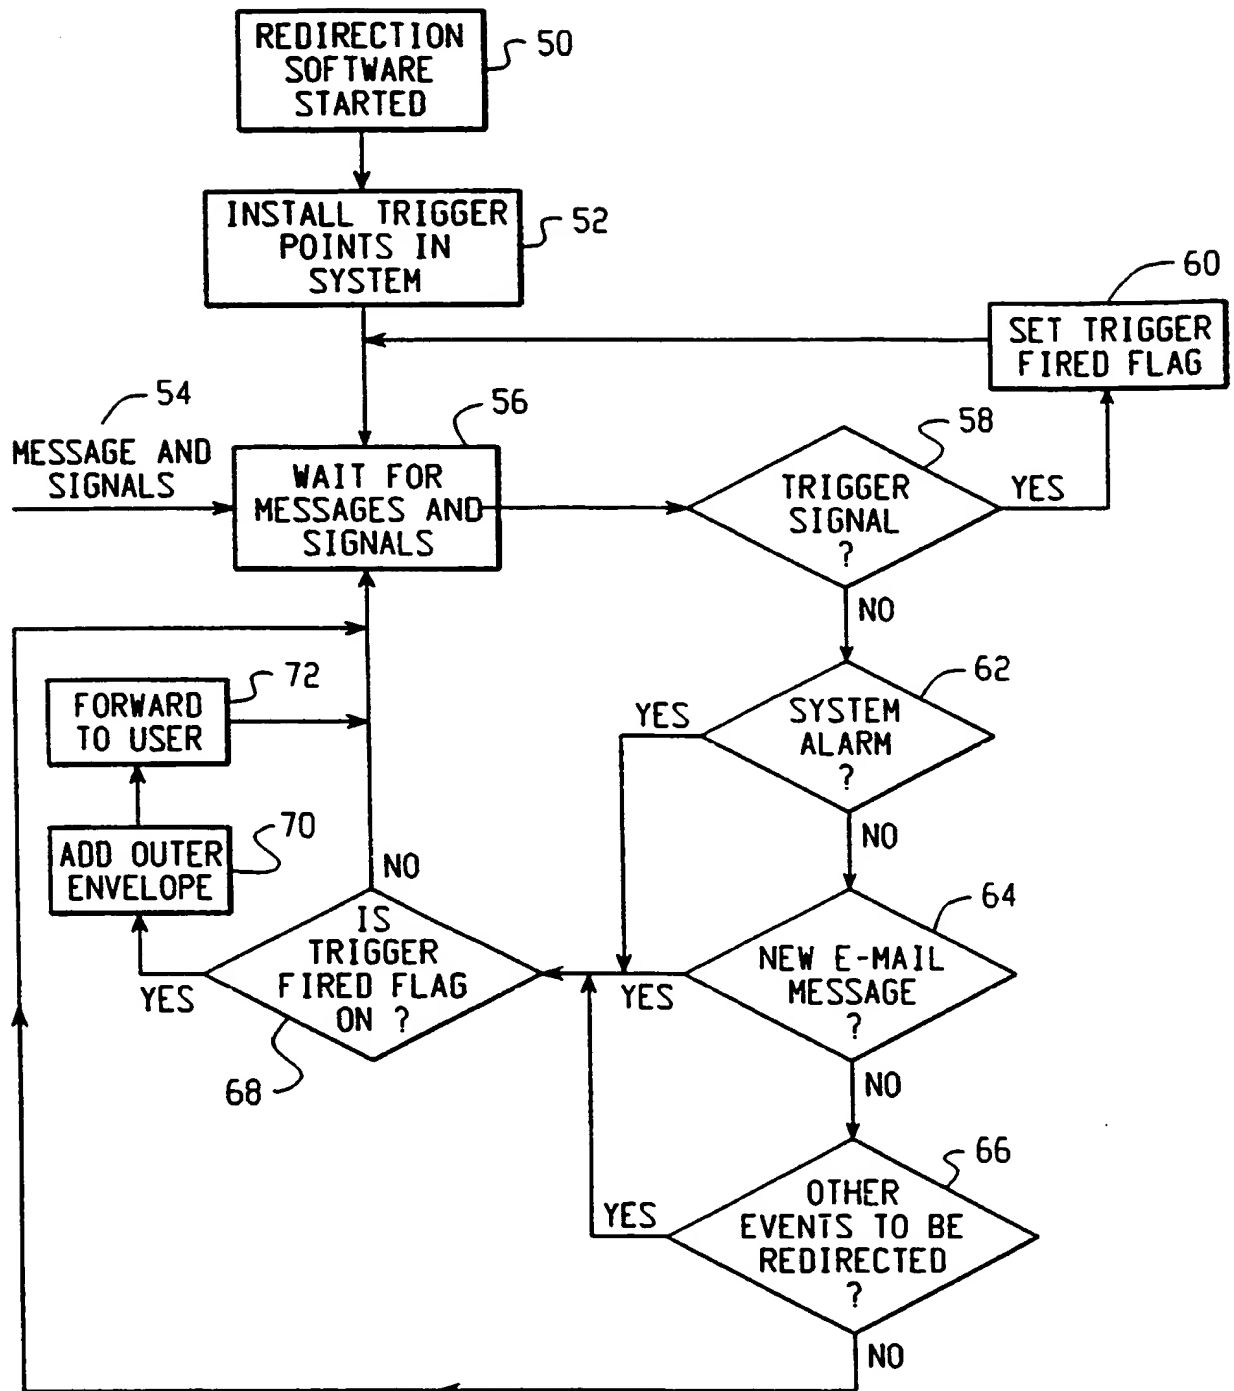 REDIRECTION
SOFTWARE
STARTED
50
INSTALL TRIGGER
POINTS IN
SYSTEM
52
60
SET TRIGGER
FIRED FLAG
54
MESSAGE AND
SIGNALS
56
WAIT FOR
MESSAGES AND
SIGNALS
58
TRIGGER
SIGNAL
?
YES
NO
62
SYSTEM
ALARM
?
YES
NO
72
FORWARD
TO USER
70
ADD OUTER
ENVELOPE
NO
IS
TRIGGER
FIRED FLAG
ON ?
YES
68
64
NEW E-MAIL
MESSAGE
?
YES
NO
66
OTHER
EVENTS TO BE
REDIRECTED
?
YES
NO